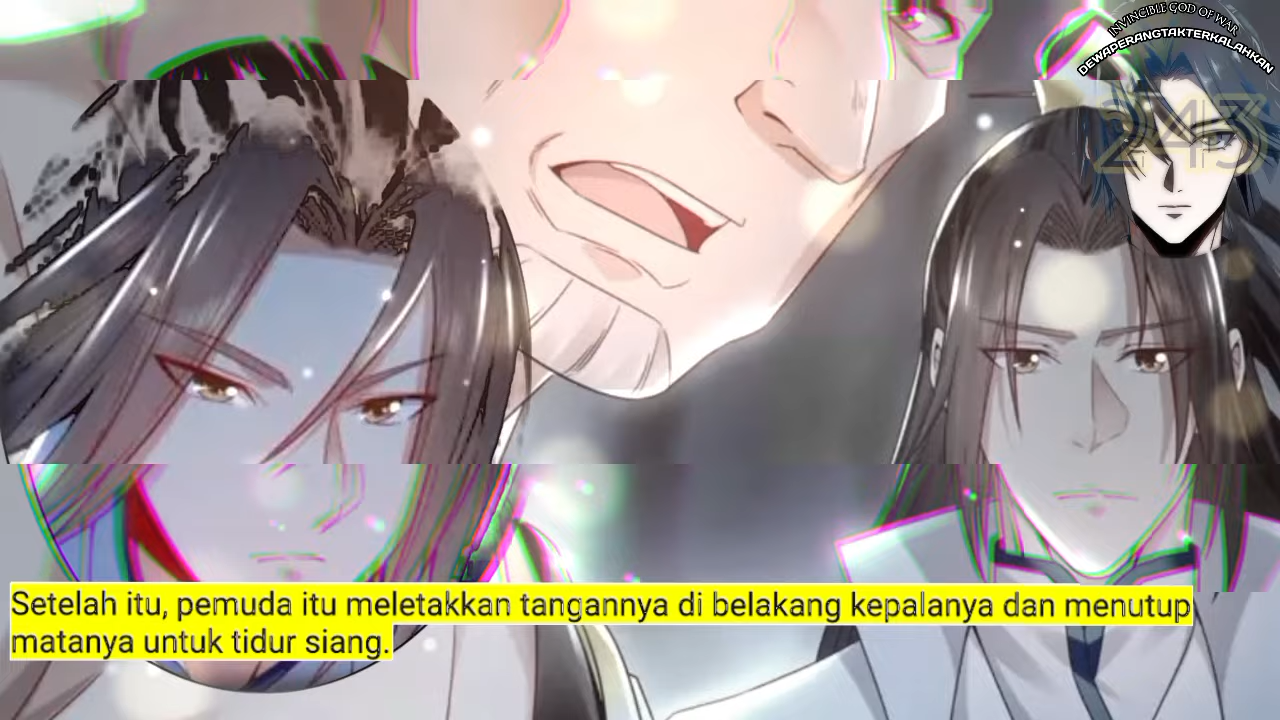 INVINCIBLE GOD OF WAR
DEWAPERANGTAKTERKALAHKAN
243
Setelah itu, pemuda itu meletakkan tangannya di belakang kepalanya dan menutup
matanya untuk tidur siang.